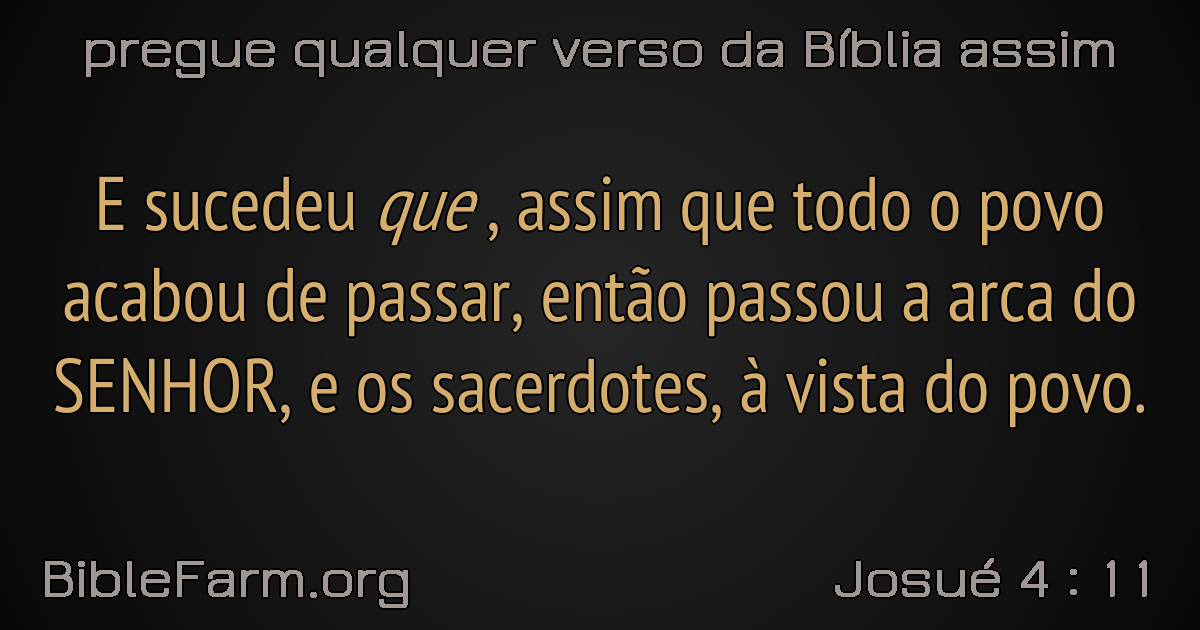 pregue qualquer verso da Bíblia assim
E sucedeu que , assim que todo o povo
acabou de passar, então passou a arca do
SENHOR, e os sacerdotes, à vista do povo.
BibleFarm.org
Josué 4 : 11